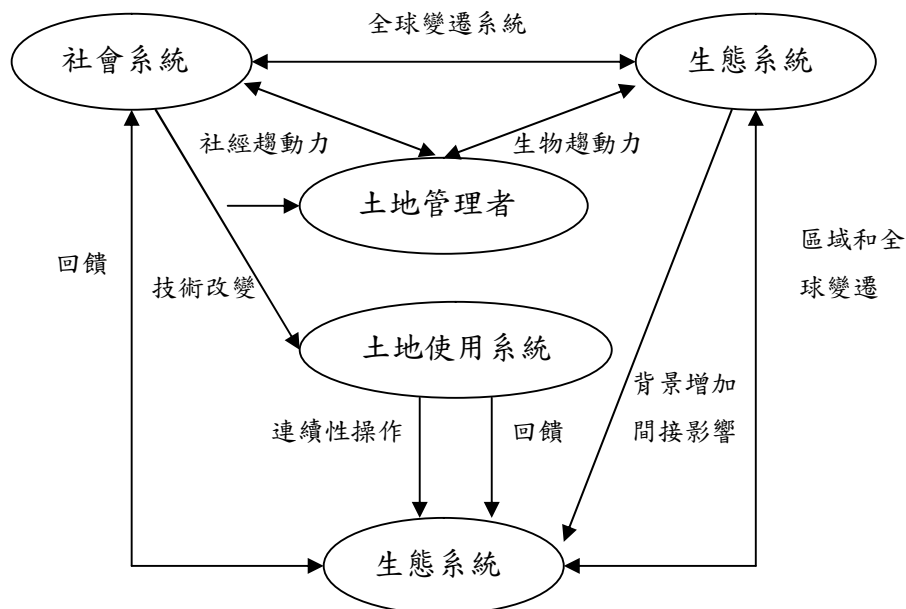 全球變遷系統
社會系統
生態系統
社經趨動力
生物趨動力
土地管理者
區域和全
球變遷
回饋
技術改變
土地使用系統
背景增加
間接影響
連續性操作
回饋
生態系統